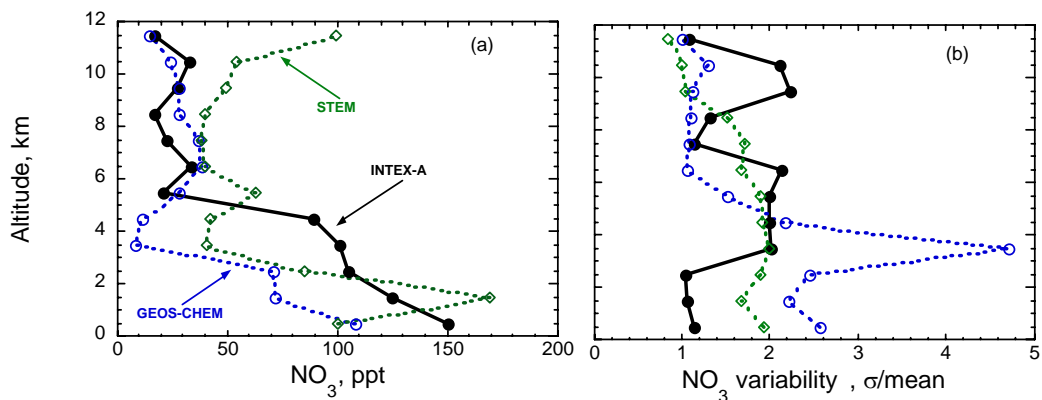 12
10
8
6
4
2
0
Altitude, km
(a)
STEM
INTEX-A
GEOS-CHEM
0 50 100 150 200
NO3, ppt
(b)
0 1 2 3 4 5
NO3 variability , σ/mean